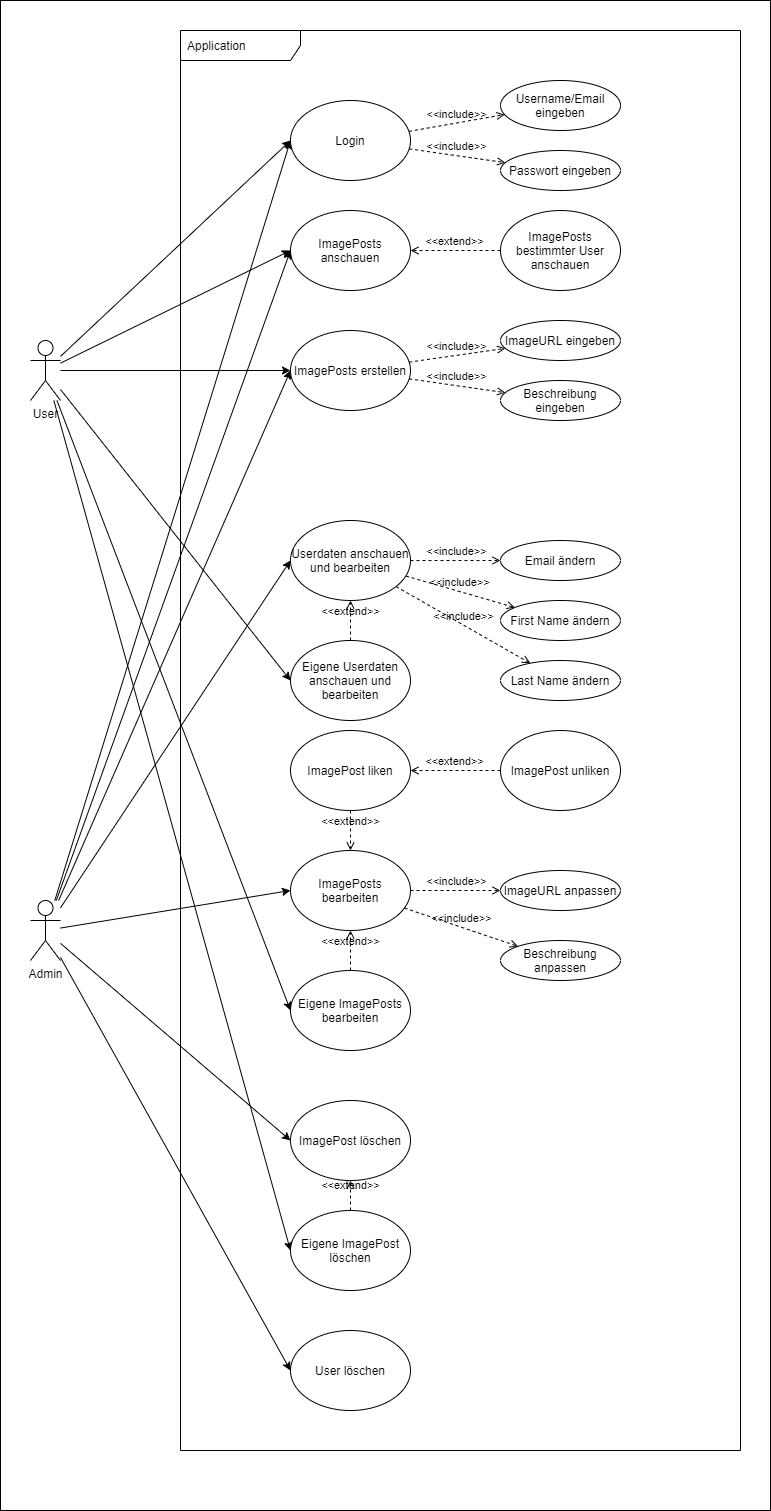 Application
Login
<<include>>
Username/Email
eingeben
<<include>>
Passwort eingeben
ImagePosts
anschauen
<<extend>>
ImagePosts
bestimmter User
anschauen
User
ImagePosts erstellen
<<include>>
ImageURL eingeben
<<include>>
Beschreibung
eingeben
Userdaten anschauen
und bearbeiten
<<include>>
Email ändern
<<include>>
First Name ändern
<<include>>
Last Name ändern
<<extend>>
Eigene Userdaten
anschauen und
bearbeiten
ImagePost liken
<<extend>>
ImagePost unliken
<<extend>>
ImagePosts
bearbeiten
<<include>>
ImageURL anpassen
<<include>>
Beschreibung
anpassen
Admin
<<extend>>
Eigene ImagePosts
bearbeiten
ImagePost löschen
<<extend>>
Eigene ImagePost
löschen
User löschen